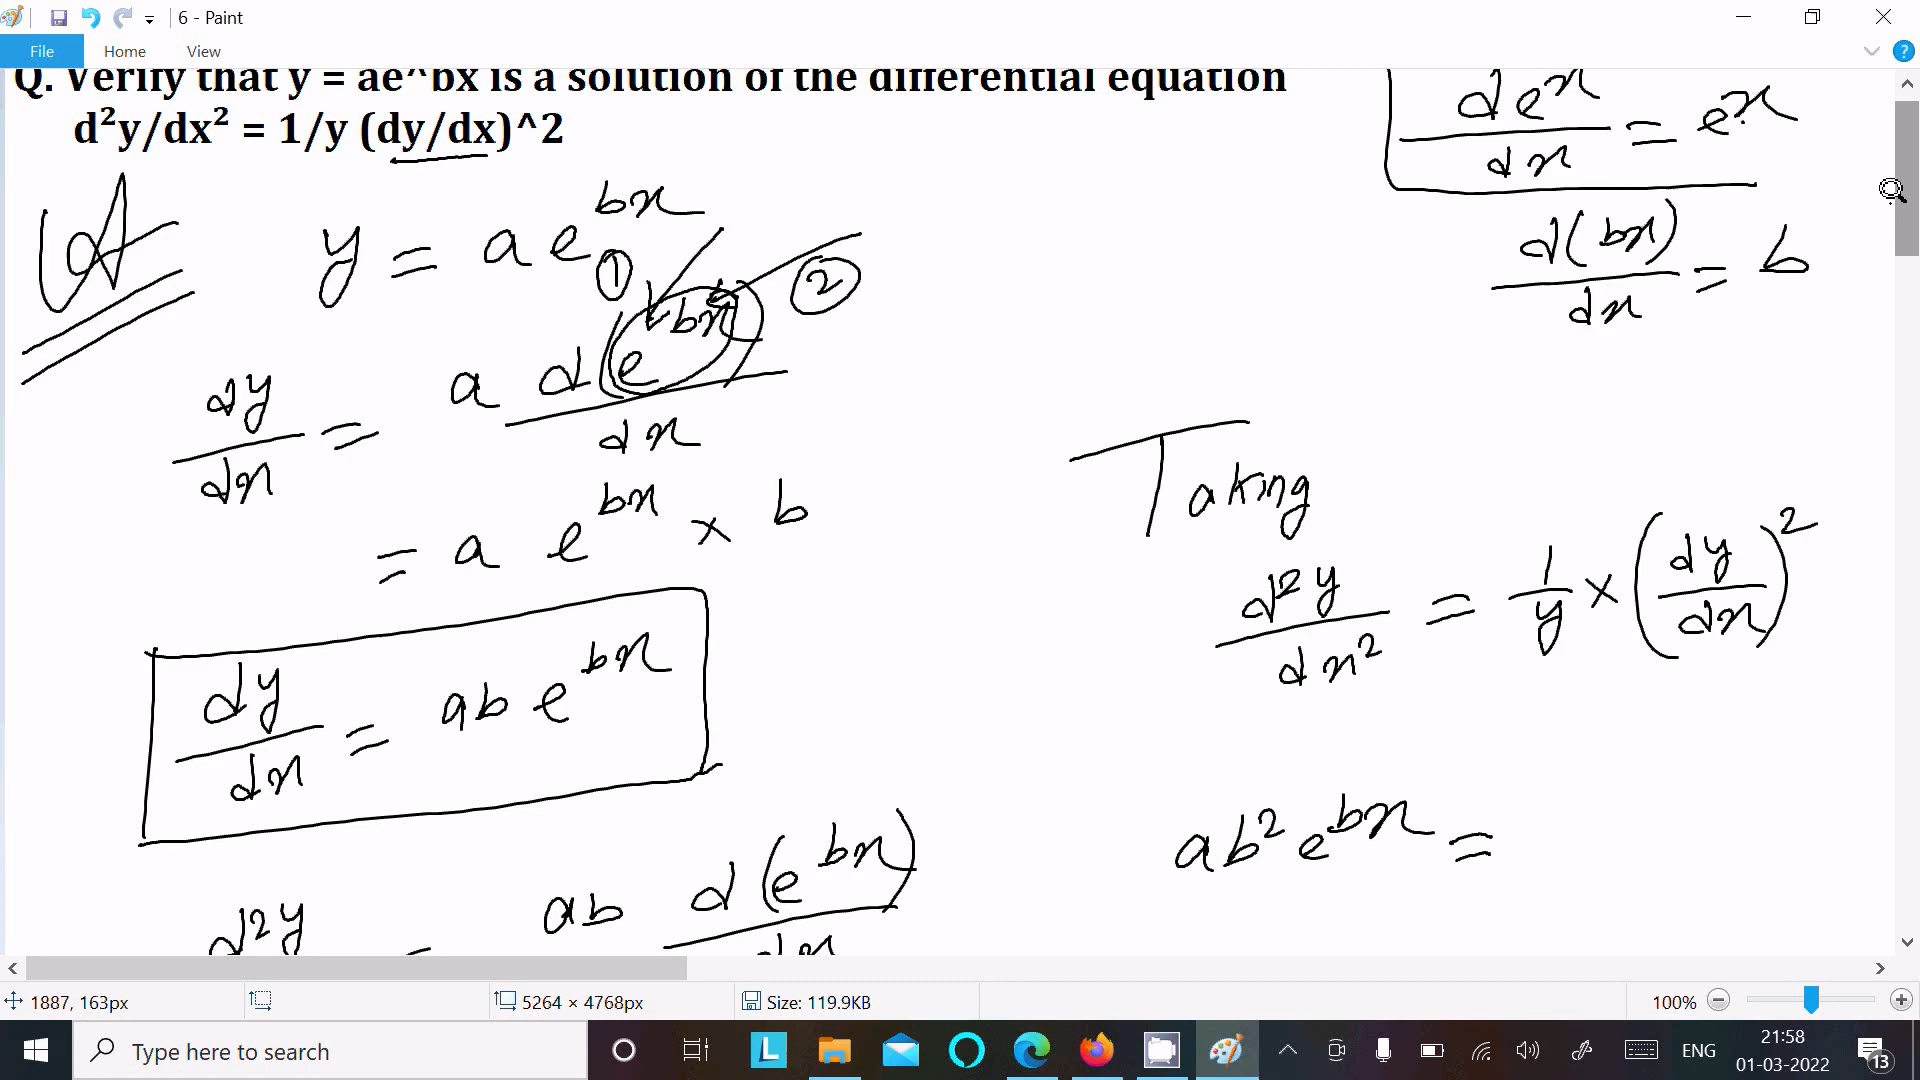 6 - Paint
File Home View
Q. Verify that y = ae^bx is a solution of the differential equation
d²y/dx² = 1/y (dy/dx)^2
A
y = a e^bx
① ②
dy/dx = a d(e^bx)/dx
= a e^bx × b
dy/dx = ab e^bx
d²y = ab d(e^bx)/dx
de^x/dx = e^x
d(bx)/dx = b
Taking
d²y/dx² = 1/y × (dy/dx)²
ab² e^bx =
1887, 163px 5264 × 4768px Size: 119.9KB 100%
Type here to search
L
ENG
21:58
01-03-2022
13